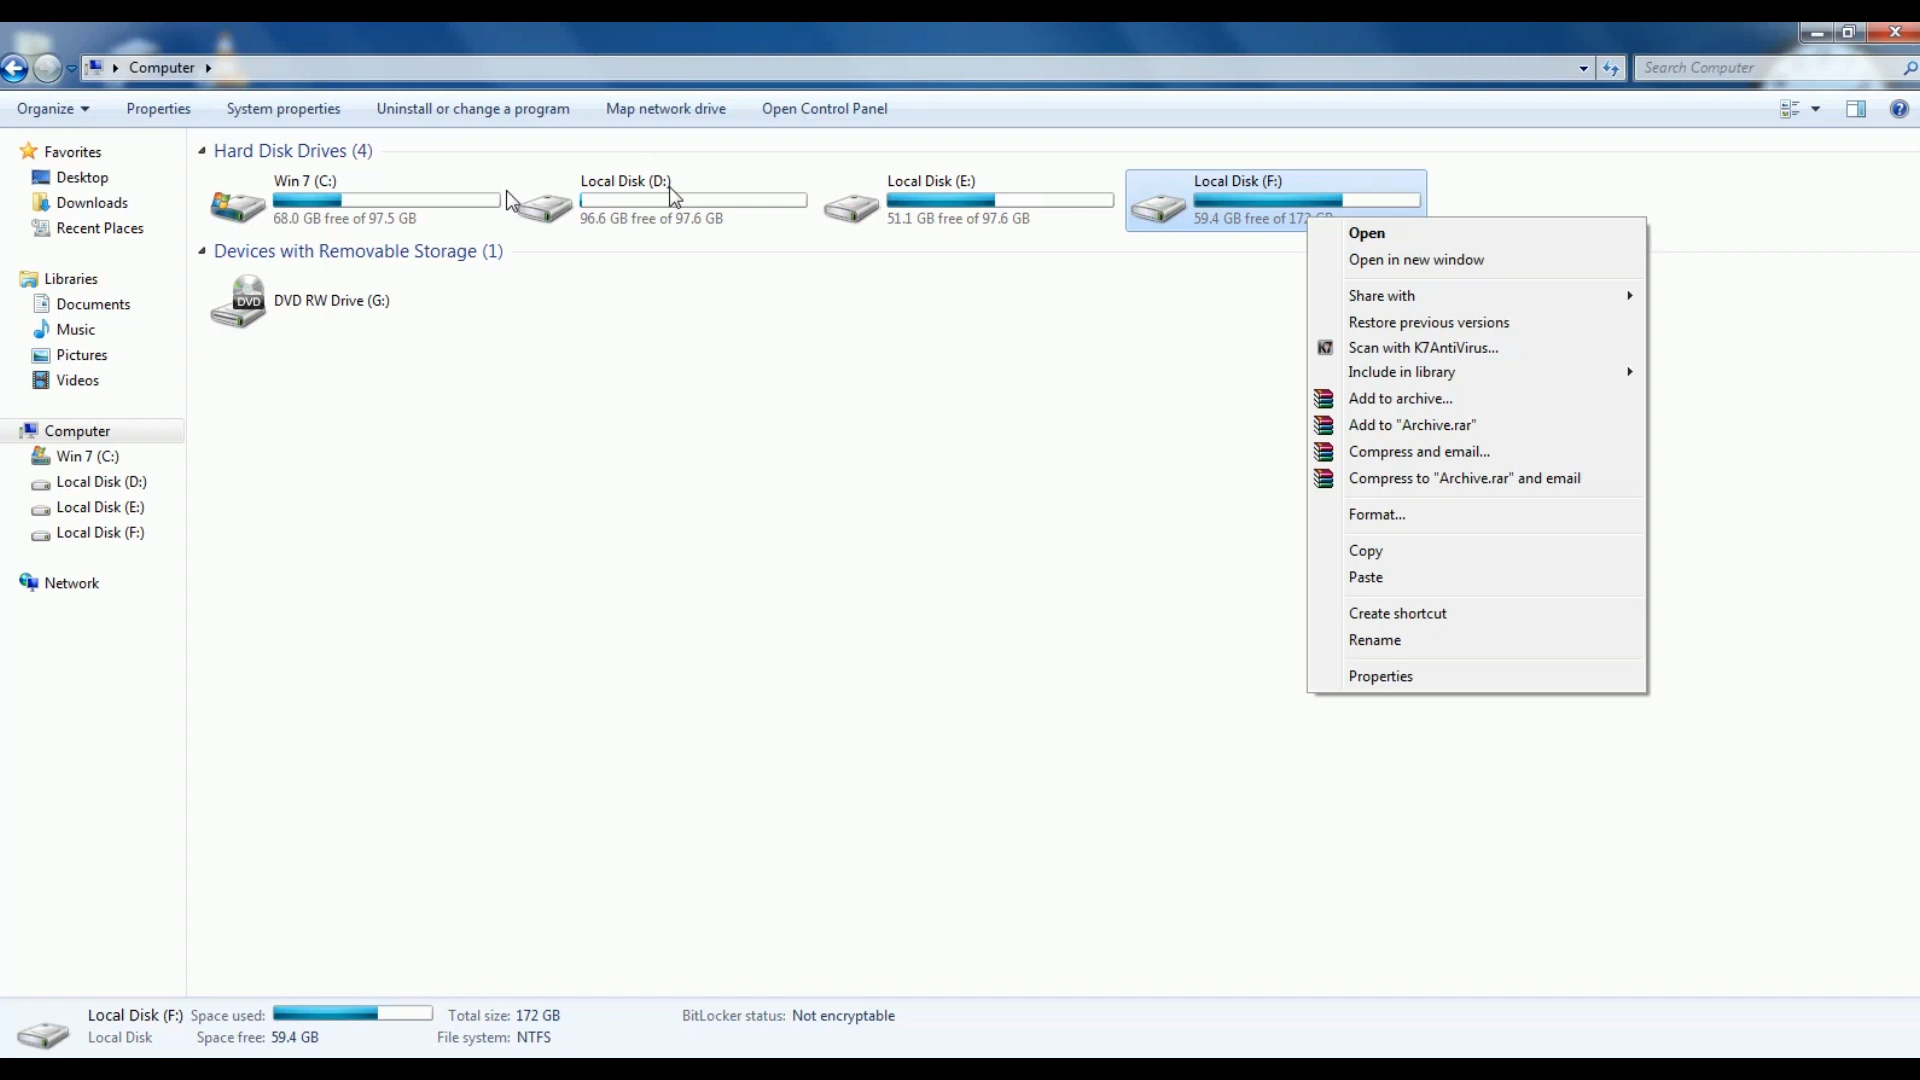 Computer
Search Computer
Organize
Properties
System properties
Uninstall or change a program
Map network drive
Open Control Panel
Favorites
Desktop
Downloads
Recent Places
Libraries
Documents
Music
Pictures
Videos
Computer
Win 7 (C:)
Local Disk (D:)
Local Disk (E:)
Local Disk (F:)
Network
Hard Disk Drives (4)
Win 7 (C:)
68.0 GB free of 97.5 GB
Local Disk (D:)
96.6 GB free of 97.6 GB
Local Disk (E:)
51.1 GB free of 97.6 GB
Local Disk (F:)
59.4 GB free of 172 GB
Devices with Removable Storage (1)
DVD
DVD RW Drive (G:)
Open
Open in new window
Share with
Restore previous versions
K7
Scan with K7AntiVirus...
Include in library
Add to archive...
Add to "Archive.rar"
Compress and email...
Compress to "Archive.rar" and email
Format...
Copy
Paste
Create shortcut
Rename
Properties
Local Disk (F:) Space used:
Total size: 172 GB
BitLocker status: Not encryptable
Local Disk
Space free: 59.4 GB
File system: NTFS